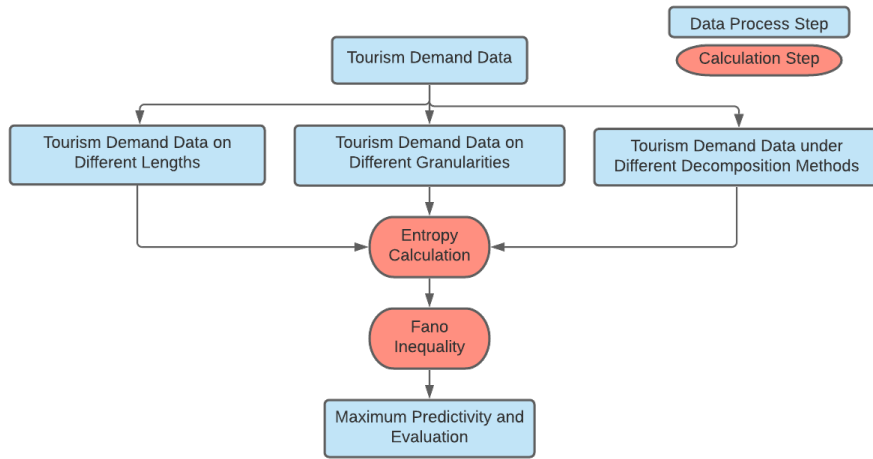 Data Process Step
Calculation Step
Tourism Demand Data
Tourism Demand Data on
Different Lengths
Tourism Demand Data on
Different Granularities
Tourism Demand Data under
Different Decomposition Methods
Entropy
Calculation
Fano
Inequality
Maximum Predictivity and
Evaluation